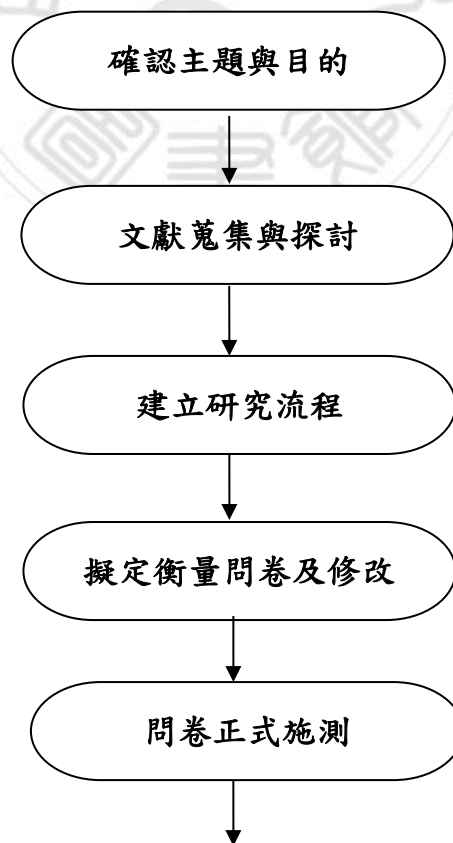 確認主題與目的
文獻蒐集與探討
建立研究流程
擬定衡量問卷及修改
問卷正式施測